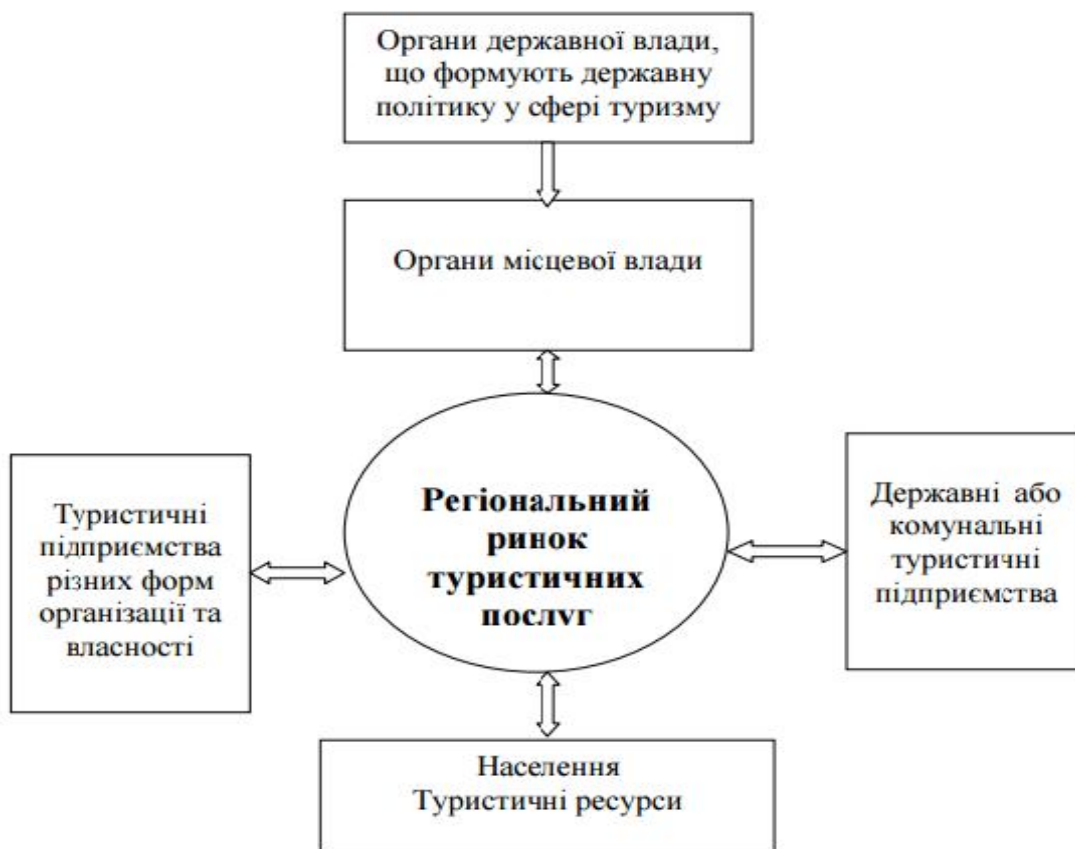 Органи державної влади,
що формують державну
політику у сфері туризму
Органи місцевої влади
Туристичні
підприємства
різних форм
організації та
власності
Регіональний
ринок
туристичних
послуг
Державні або
комунальні
туристичні
підприємства
Населення
Туристичні ресурси